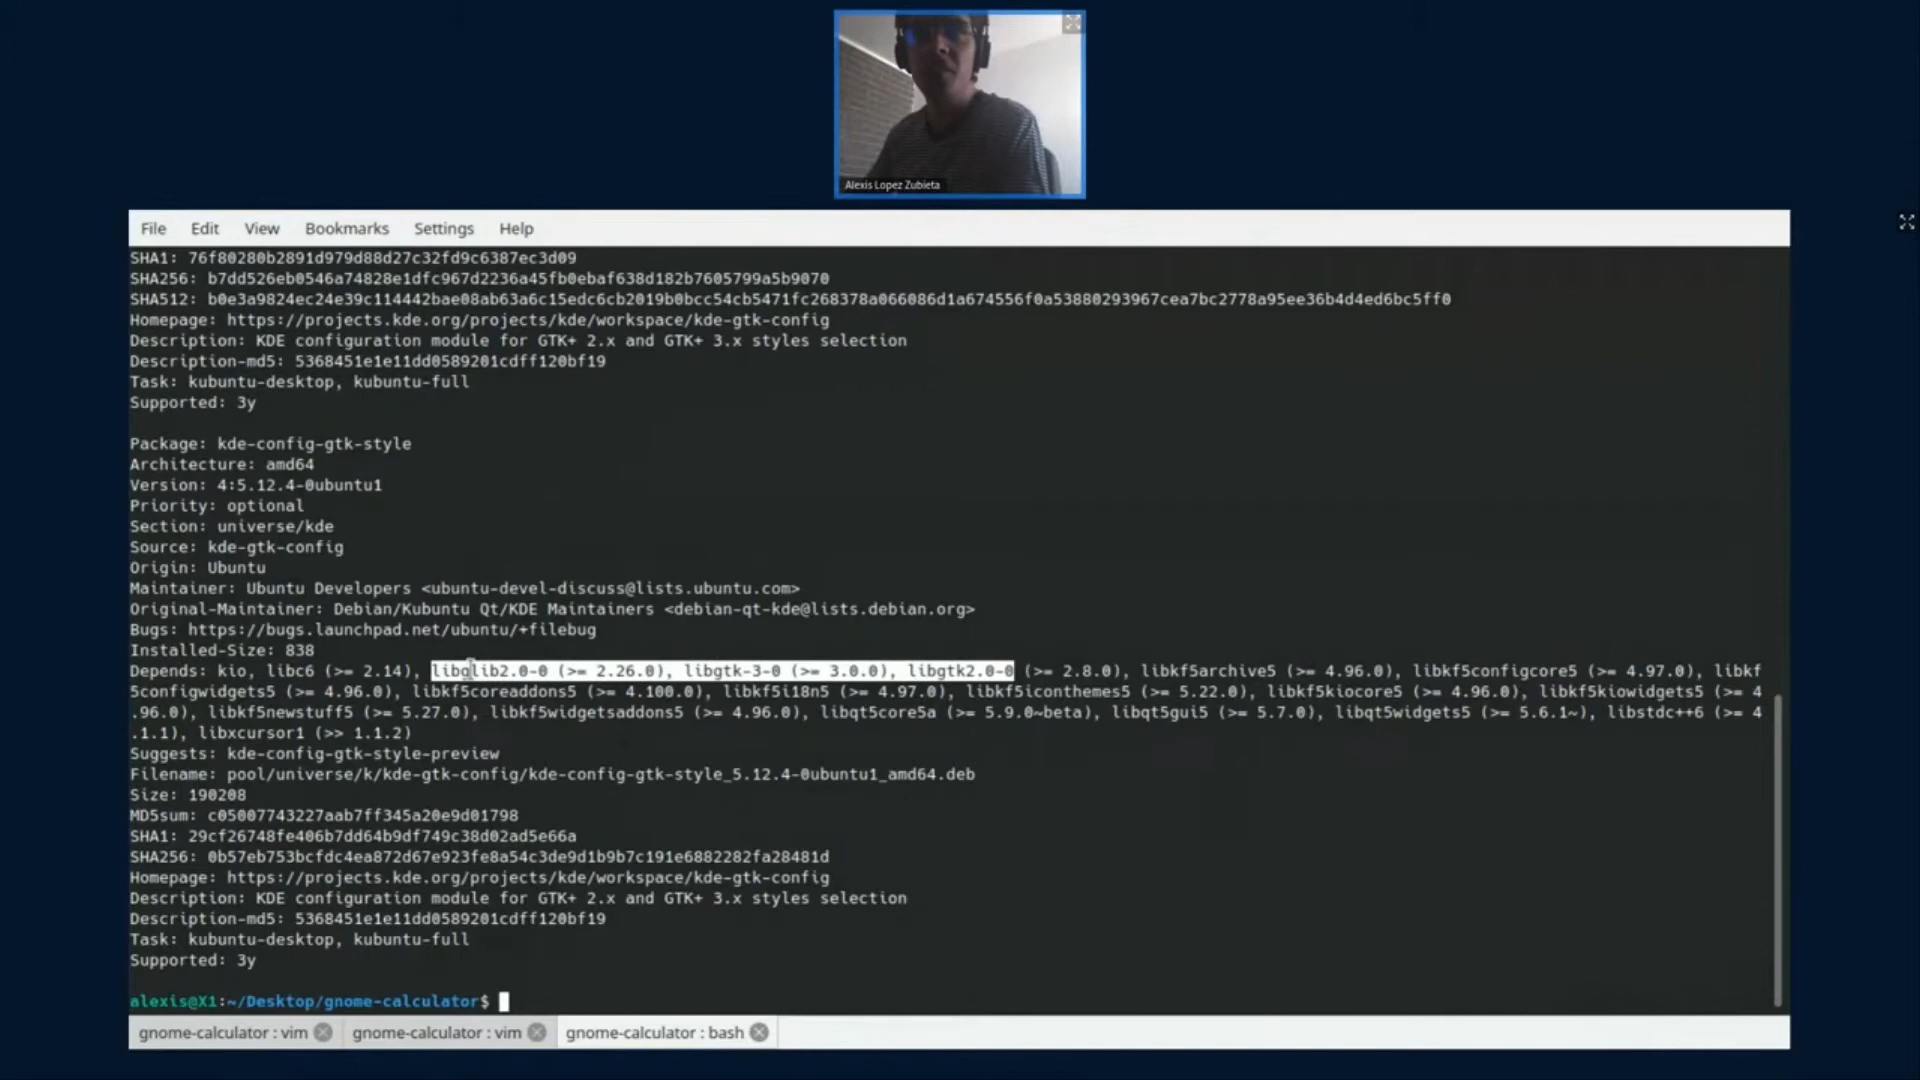 Alexis Lopez Zubieta
File Edit View Bookmarks Settings Help
SHA1: 76f80280b2891d979d88d27c32fd9c6387ec3d09
SHA256: b7dd526eb0546a74828e1dfc967d2236a45fb0ebaf638d182b7605799a5b9070
SHA512: b0e3a9824ec24e39c114442bae08ab63a6c15edc6cb2019b0bcc54cb5471fc268378a066086d1a674556f0a53880293967cea7bc2778a95ee36b4d4ed6bc5ff0
Homepage: https://projects.kde.org/projects/kde/workspace/kde-gtk-config
Description: KDE configuration module for GTK+ 2.x and GTK+ 3.x styles selection
Description-md5: 5368451e1e11dd0589201cdff120bf19
Task: kubuntu-desktop, kubuntu-full
Supported: 3y
Package: kde-config-gtk-style
Architecture: amd64
Version: 4:5.12.4-0ubuntu1
Priority: optional
Section: universe/kde
Source: kde-gtk-config
Origin: Ubuntu
Maintainer: Ubuntu Developers <ubuntu-devel-discuss@lists.ubuntu.com>
Original-Maintainer: Debian/Kubuntu Qt/KDE Maintainers <debian-qt-kde@lists.debian.org>
Bugs: https://bugs.launchpad.net/ubuntu/+filebug
Installed-Size: 838
Depends: kio, libc6 (>= 2.14), libglib2.0-0 (>= 2.26.0), libgtk-3-0 (>= 3.0.0), libgtk2.0-0 (>= 2.8.0), libkf5archive5 (>= 4.96.0), libkf5configcore5 (>= 4.97.0), libkf
5configwidgets5 (>= 4.96.0), libkf5coreaddons5 (>= 4.100.0), libkf5i18n5 (>= 4.97.0), libkf5iconthemes5 (>= 5.22.0), libkf5kiocore5 (>= 4.96.0), libkf5kiowidgets5 (>= 4
.96.0), libkf5newstuff5 (>= 5.27.0), libkf5widgetsaddons5 (>= 4.96.0), libqt5core5a (>= 5.9.0~beta), libqt5gui5 (>= 5.7.0), libqt5widgets5 (>= 5.6.1~), libstdc++6 (>= 4
.1.1), libxcursor1 (>> 1.1.2)
Suggests: kde-config-gtk-style-preview
Filename: pool/universe/k/kde-gtk-config/kde-config-gtk-style_5.12.4-0ubuntu1_amd64.deb
Size: 190208
MD5sum: c05007743227aab7ff345a20e9d01798
SHA1: 29cf26748fe406b7dd64b9df749c38d02ad5e66a
SHA256: 0b57eb753bcfdc4ea872d67e923fe8a54c3de9d1b9b7c191e6882282fa28481d
Homepage: https://projects.kde.org/projects/kde/workspace/kde-gtk-config
Description: KDE configuration module for GTK+ 2.x and GTK+ 3.x styles selection
Description-md5: 5368451e1e11dd0589201cdff120bf19
Task: kubuntu-desktop, kubuntu-full
Supported: 3y
alexis@X1:~/Desktop/gnome-calculator$
gnome-calculator : vim gnome-calculator : vim gnome-calculator : bash